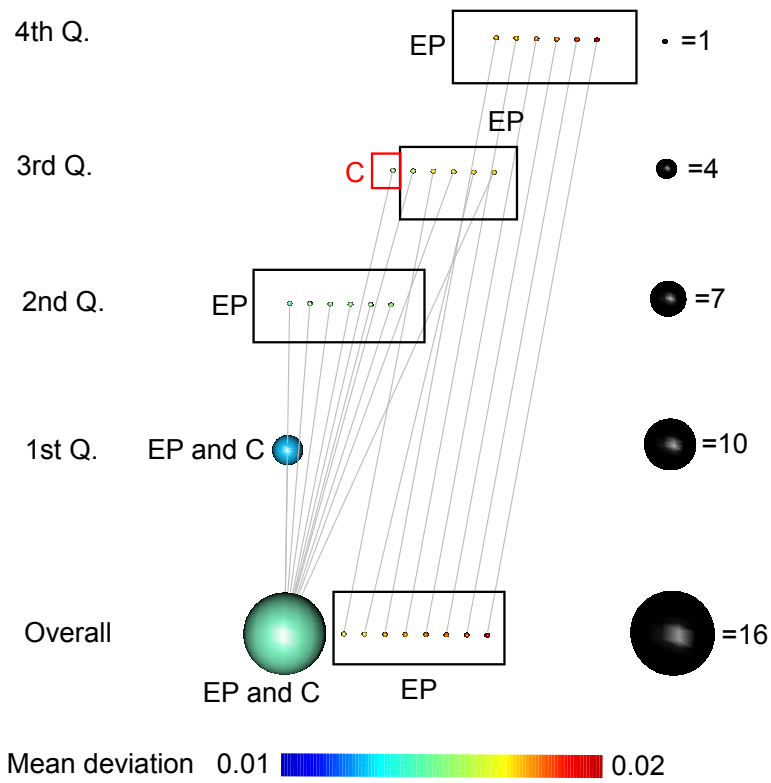 4th Q. EP =1
EP
3rd Q. C =4
2nd Q. EP =7
1st Q. EP and C =10
Overall =16
EP and C EP
Mean deviation 0.01 0.02